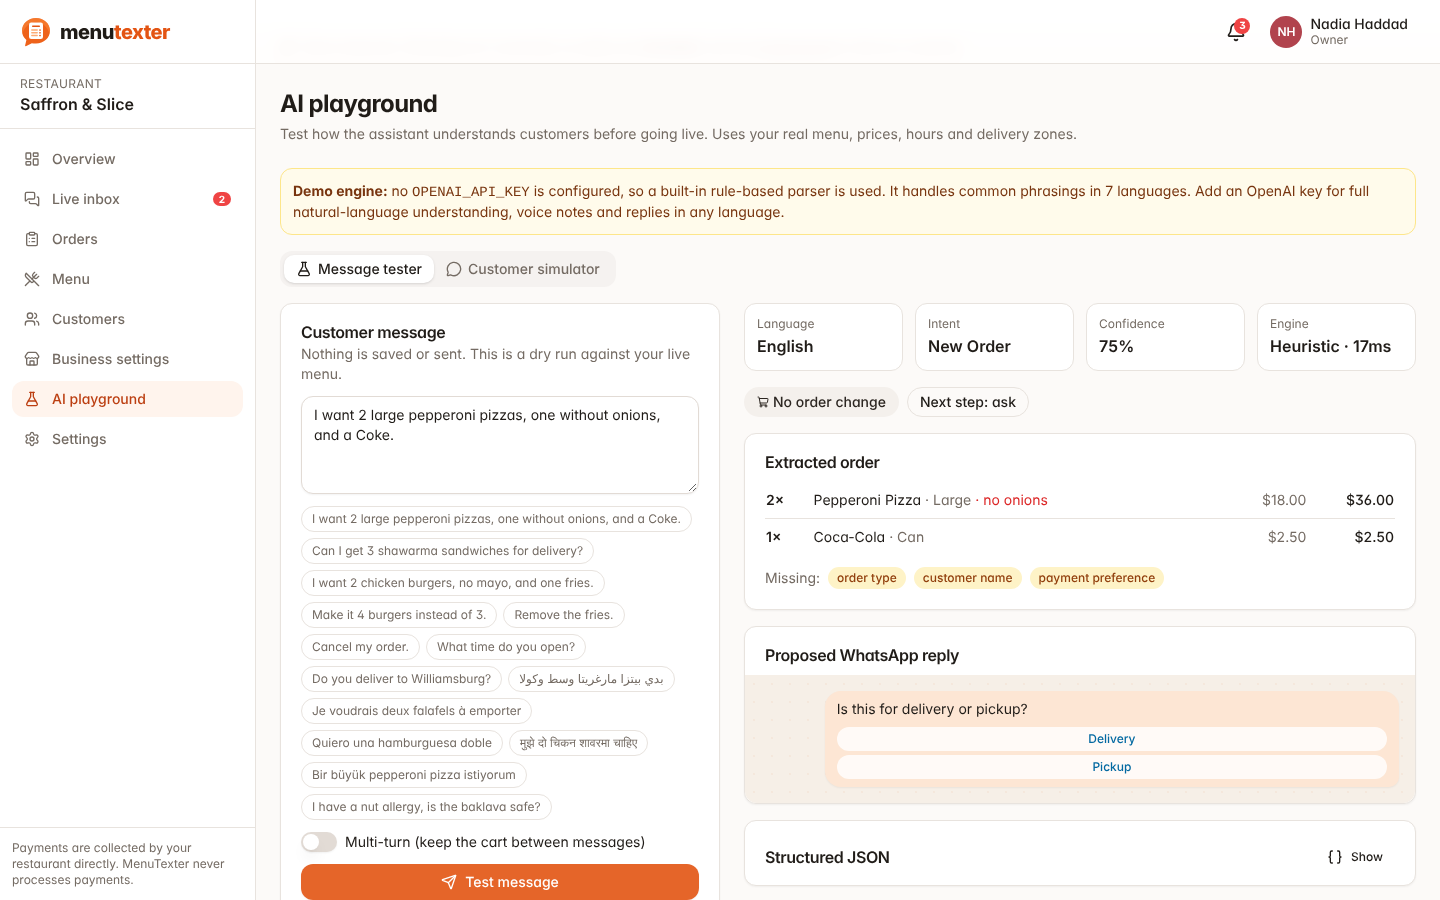 menutexter
3
NH
Nadia Haddad
Owner
RESTAURANT
Saffron & Slice
Overview
Live inbox
2
Orders
Menu
Customers
Business settings
AI playground
Settings
Payments are collected by your
restaurant directly. MenuTexter never
processes payments.
AI playground
Test how the assistant understands customers before going live. Uses your real menu, prices, hours and delivery zones.
Demo engine: no OPENAI_API_KEY is configured, so a built-in rule-based parser is used. It handles common phrasings in 7 languages. Add an OpenAI key for full
natural-language understanding, voice notes and replies in any language.
Message tester
Customer simulator
Customer message
Nothing is saved or sent. This is a dry run against your live
menu.
I want 2 large pepperoni pizzas, one without onions,
and a Coke.
I want 2 large pepperoni pizzas, one without onions, and a Coke.
Can I get 3 shawarma sandwiches for delivery?
I want 2 chicken burgers, no mayo, and one fries.
Make it 4 burgers instead of 3.
Remove the fries.
Cancel my order.
What time do you open?
Do you deliver to Williamsburg?
بدي بيتزا مارغريتا وسط وكولا
Je voudrais deux falafels à emporter
Quiero una hamburguesa doble
मुझे दो चिकन शावरमा चाहिए
Bir büyük pepperoni pizza istiyorum
I have a nut allergy, is the baklava safe?
Multi-turn (keep the cart between messages)
Test message
Language
English
Intent
New Order
Confidence
75%
Engine
Heuristic · 17ms
No order change
Next step: ask
Extracted order
2× Pepperoni Pizza · Large · no onions $18.00 $36.00
1× Coca-Cola · Can $2.50 $2.50
Missing: order type customer name payment preference
Proposed WhatsApp reply
Is this for delivery or pickup?
Delivery
Pickup
Structured JSON
{ } Show